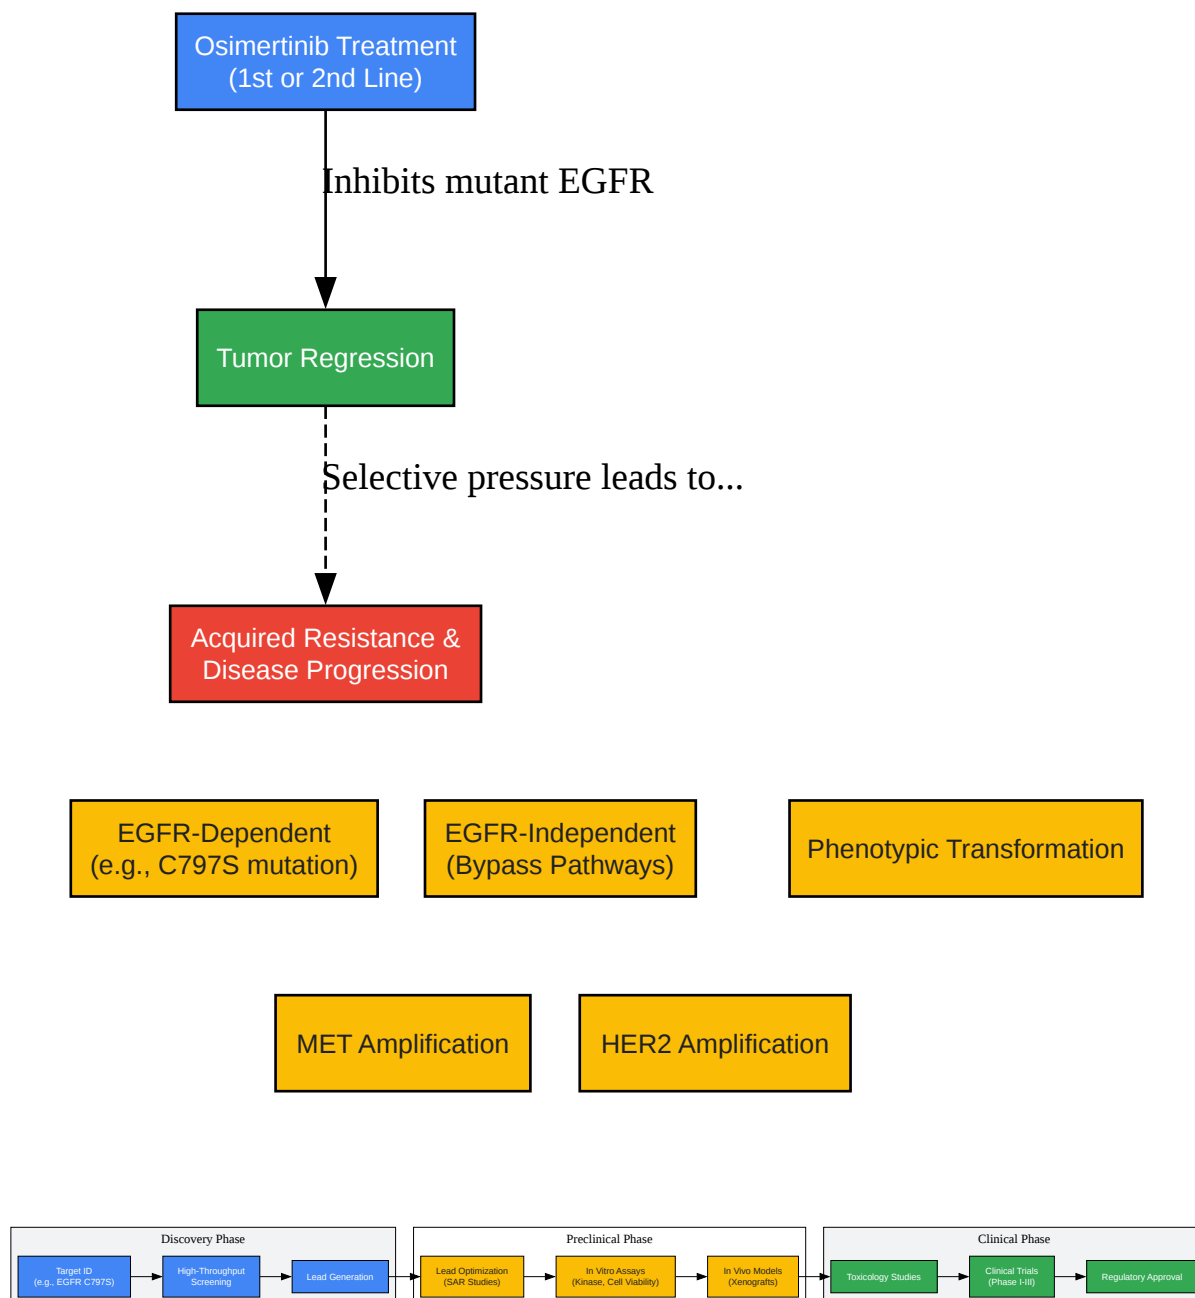 Osimertinib Treatment
(1st or 2nd Line)
Inhibits mutant EGFR
Tumor Regression
Selective pressure leads to...
Acquired Resistance &
Disease Progression
EGFR-Dependent
(e.g., C797S mutation)
EGFR-Independent
(Bypass Pathways)
Phenotypic Transformation
MET Amplification
HER2 Amplification
Discovery Phase
Target ID
(e.g., EGFR C797S)
High-Throughput
Screening
Lead Generation
Preclinical Phase
Lead Optimization
(SAR Studies)
In Vitro Assays
(Kinase, Cell Viability)
In Vivo Models
(Xenografts)
Clinical Phase
Toxicology Studies
Clinical Trials
(Phase I-III)
Regulatory Approval